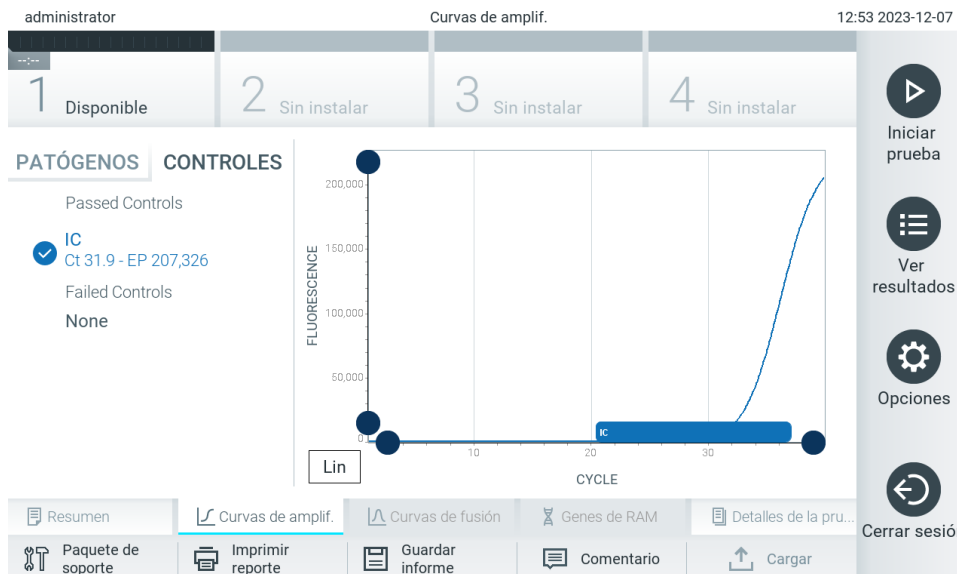 administrator
Curvas de amplif.
12:53 2023-12-07
--:--
1 Disponible
2 Sin instalar
3 Sin instalar
4 Sin instalar
Iniciar
prueba
PATÓGENOS
CONTROLES
Passed Controls
IC
Ct 31.9 - EP 207,326
Failed Controls
None
FLUORESCENCE
200,000
150,000
100,000
50,000
0
IC
10
20
30
CYCLE
Lin
Ver
resultados
Opciones
Cerrar sesió
Resumen
Curvas de amplif.
Curvas de fusión
Genes de RAM
Detalles de la pru...
Paquete de
soporte
Imprimir
reporte
Guardar
informe
Comentario
Cargar